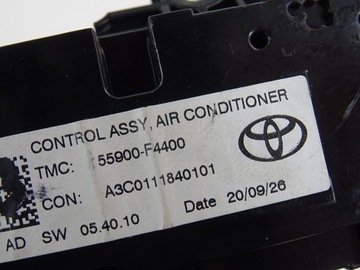 CONTROL ASSY, AIR CONDITIONER
TMC: 55900-F4400
CON: A3C0111840101
AD SW 05.40.10 Date 20/09/26